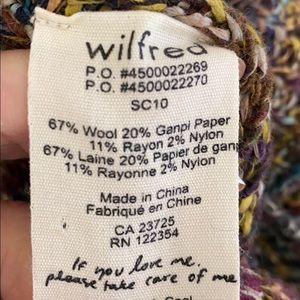 wilfred
P.O. #4500022269
P.O. #4500022270
SC10
67% Wool 20% Ganpi Paper
11% Rayon 2% Nylon
67% Laine 20% Papier de ganp
11% Rayonne 2% Nylon
Made in China
Fabriqué en Chine
CA 23725
RN 122354
If you love me,
please take care of me